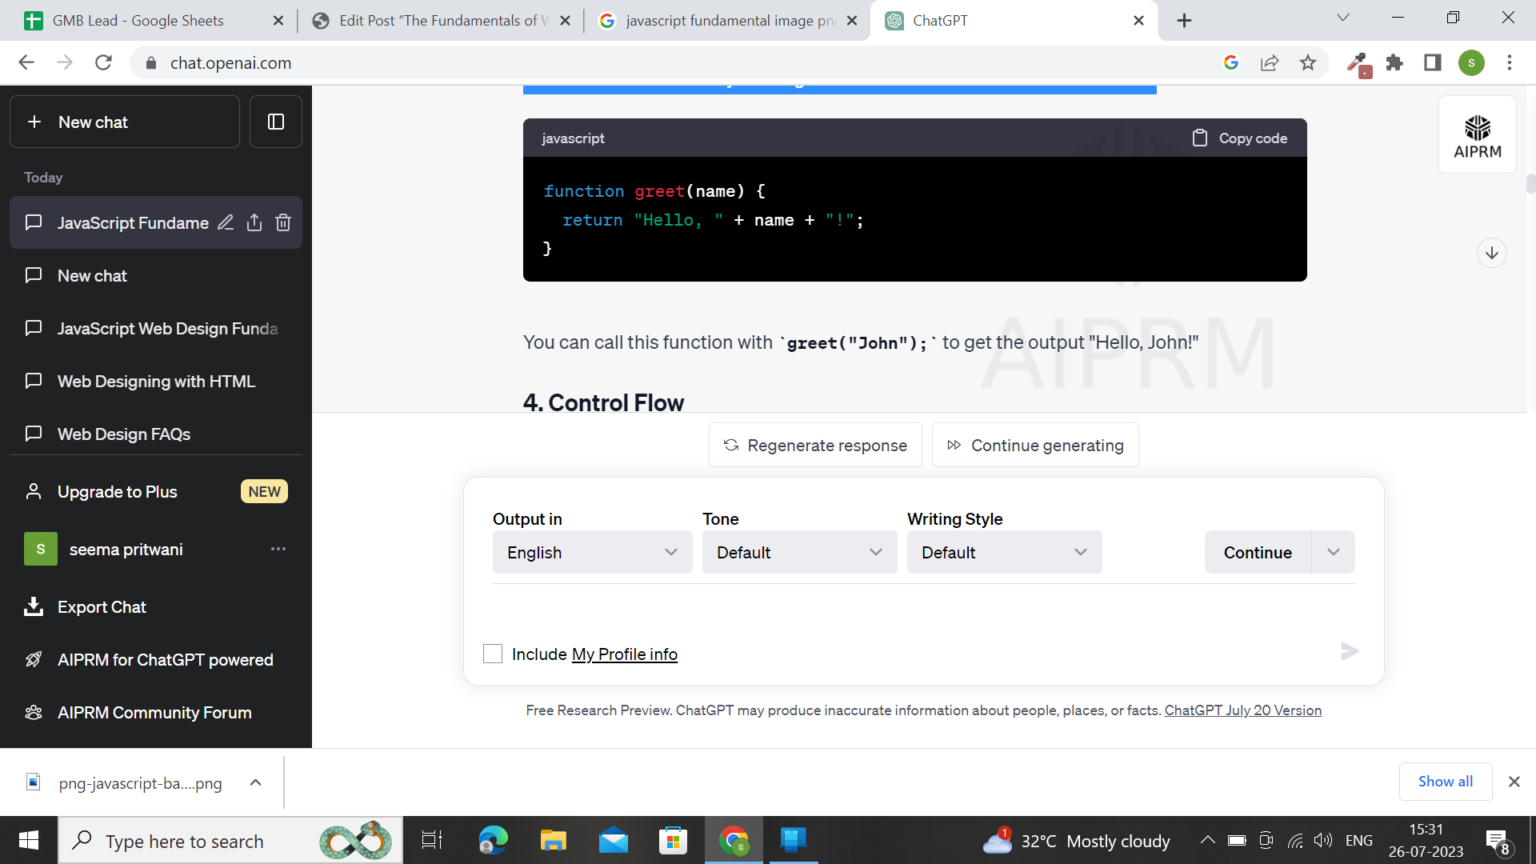 GMB Lead - Google Sheets
Edit Post “The Fundamentals of W
javascript fundamental image pn
ChatGPT
chat.openai.com
S
New chat
Today
JavaScript Fundame
New chat
JavaScript Web Design Funda
Web Designing with HTML
Web Design FAQs
Upgrade to Plus
NEW
S
seema pritwani
Export Chat
AIPRM for ChatGPT powered
AIPRM Community Forum
javascript
Copy code
function greet(name) {
return "Hello, " + name + "!";
}
AIPRM
You can call this function with `greet("John");` to get the output "Hello, John!"
AIPRM
4. Control Flow
Regenerate response
Continue generating
Output in
Tone
Writing Style
English
Default
Default
Continue
Include My Profile info
Free Research Preview. ChatGPT may produce inaccurate information about people, places, or facts. ChatGPT July 20 Version
png-javascript-ba....png
Show all
Type here to search
S
1
32°C Mostly cloudy
ENG
15:31
26-07-2023
8